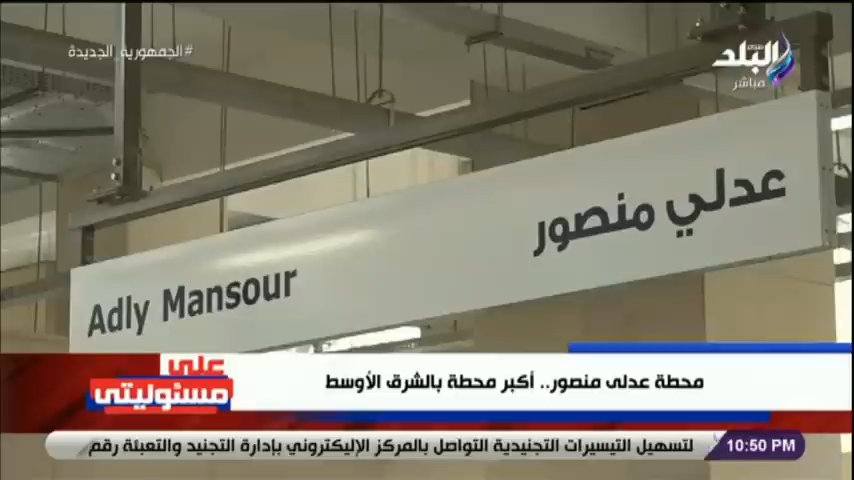 #الجمهورية_الجديدة
صدى
البلد
مباشر
عدلي منصور
Adly Mansour
محطة عدلى منصور.. أكبر محطة بالشرق الأوسط
على
مسئوليتي
لتسهيل التيسيرات التجنيدية التواصل بالمركز الإليكتروني بإدارة التجنيد والتعبئة رقم
10:50 PM